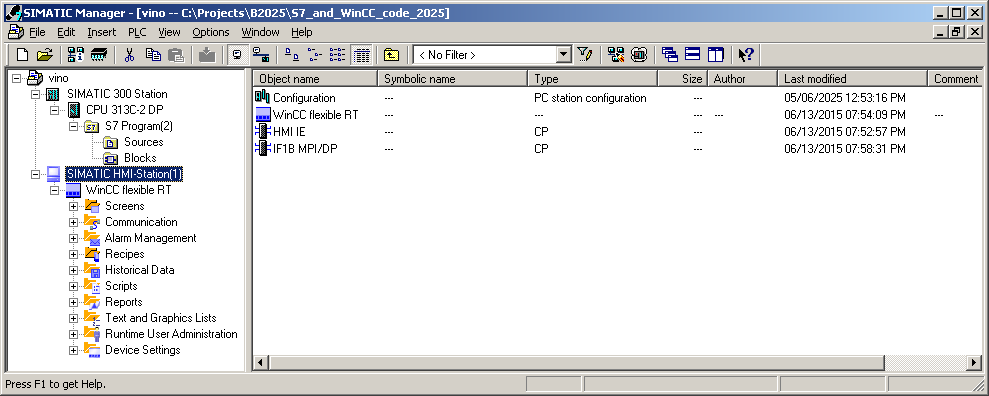 SIMATIC Manager - [vino -- C:\Projects\B2025\S7_and_WinCC_code_2025]
File Edit Insert PLC View Options Window Help
< No Filter >
vino
SIMATIC 300 Station
CPU 313C-2 DP
S7 Program(2)
Sources
Blocks
SIMATIC HMI-Station(1)
WinCC flexible RT
Screens
Communication
Alarm Management
Recipes
Historical Data
Scripts
Reports
Text and Graphics Lists
Runtime User Administration
Device Settings
Object name Symbolic name Type Size Author Last modified Comment
Configuration --- PC station configuration --- 05/06/2025 12:53:16 PM
WinCC flexible RT --- --- --- --- 06/13/2015 07:54:09 PM ---
HMI IE --- CP --- 06/13/2015 07:52:57 PM
IF1B MPI/DP --- CP --- 06/13/2015 07:58:31 PM
Press F1 to get Help.